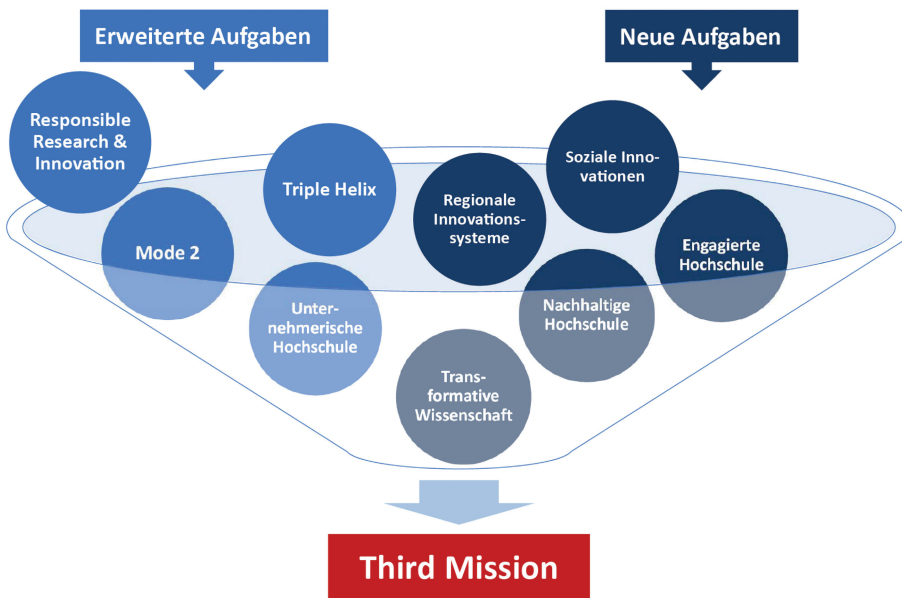 Erweiterte Aufgaben
Neue Aufgaben
Responsible
Research &
Innovation
Triple Helix
Soziale Inno-
vationen
Regionale
Innovations-
systeme
Mode 2
Engagierte
Hochschule
Unter-
nehmerische
Hochschule
Nachhaltige
Hochschule
Trans-
formative
Wissenschaft
Third Mission